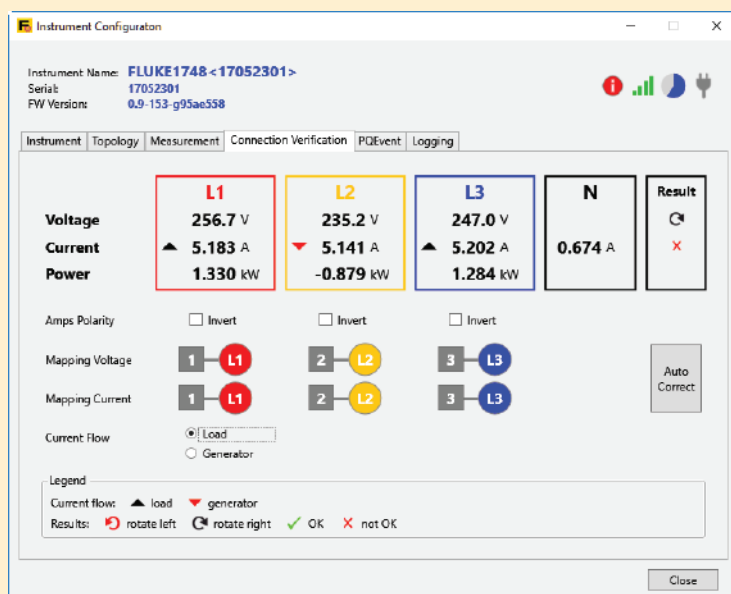 Instrument Configuraton
Instrument Name: FLUKE1748<17052301>
Serial: 17052301
FW Version: 0.9-153-g95ae558
Instrument Topology Measurement Connection Verification PQEvent Logging
L1 L2 L3 N Result
Voltage 256.7 V 235.2 V 247.0 V
Current 5.183 A 5.141 A 5.202 A 0.674 A
Power 1.330 kW -0.879 kW 1.284 kW
Amps Polarity Invert Invert Invert
Mapping Voltage 1 L1 2 L2 3 L3
Auto
Correct
Mapping Current 1 L1 2 L2 3 L3
Current Flow Load
Generator
Legend
Current flow: load generator
Results: rotate left rotate right OK not OK
Close